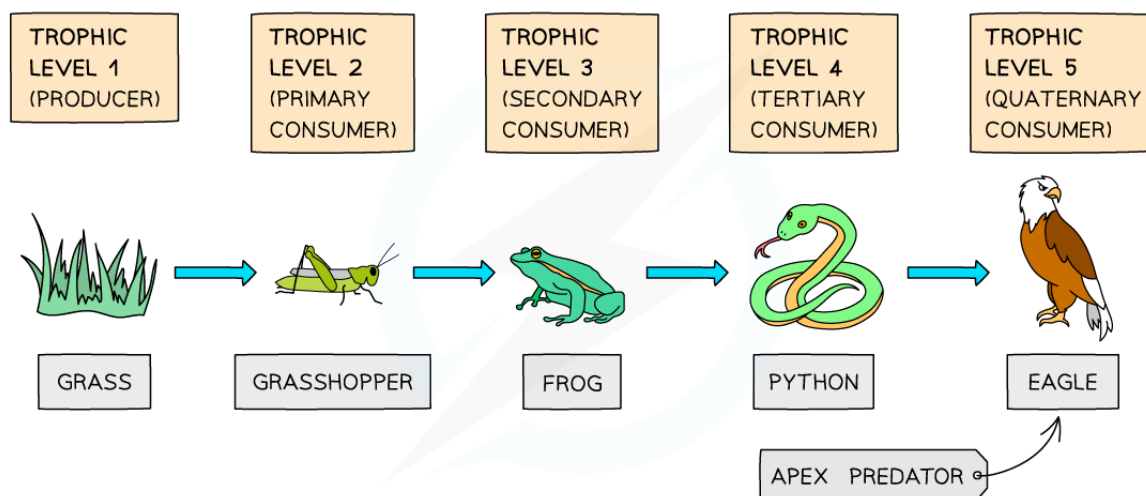 TROPHIC
LEVEL 1
(PRODUCER)
TROPHIC
LEVEL 2
(PRIMARY
CONSUMER)
TROPHIC
LEVEL 3
(SECONDARY
CONSUMER)
TROPHIC
LEVEL 4
(TERTIARY
CONSUMER)
TROPHIC
LEVEL 5
(QUATERNARY
CONSUMER)
GRASS
GRASSHOPPER
FROG
PYTHON
EAGLE
APEX PREDATOR